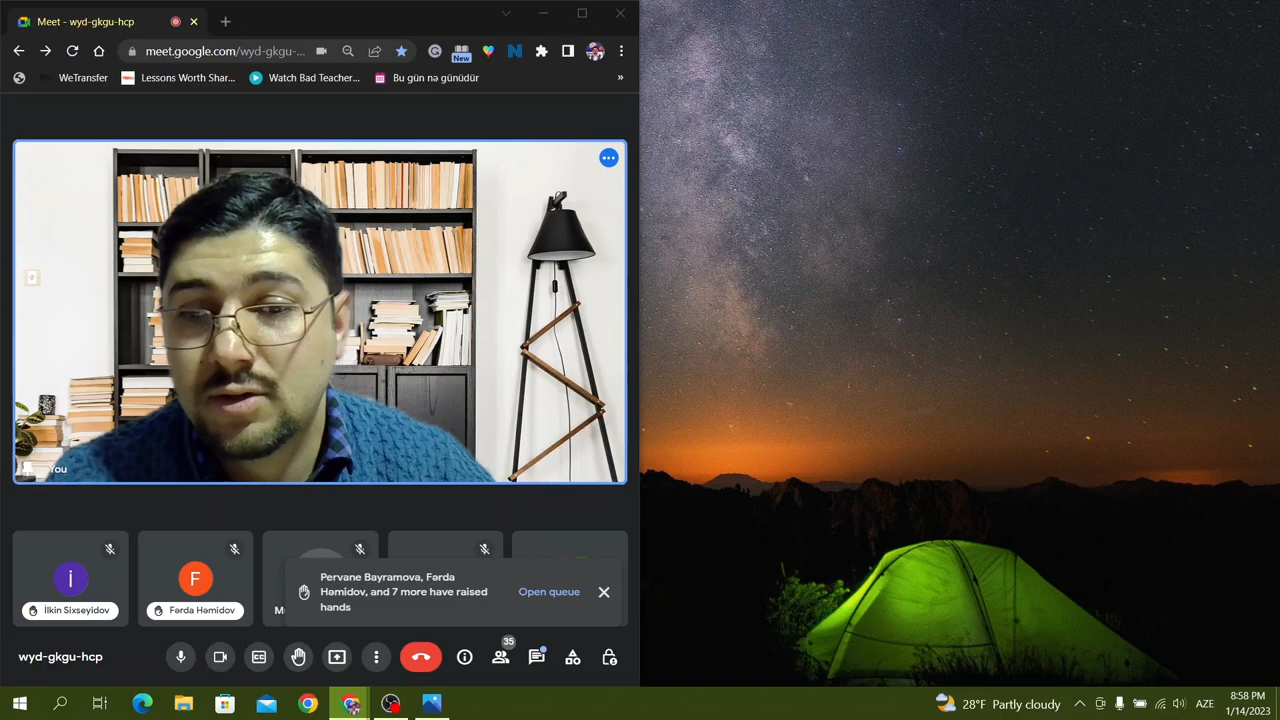 Meet - wyd-gkgu-hcp
meet.google.com/wyd-gkgu-...
New
WeTransfer
Lessons Worth Shar...
Watch Bad Teacher...
Bu gün nə günüdür
»
You
i
F
İlkin Sixsəyidov
Fərda Həmidov
Pervane Bayramova, Fərda
Həmidov, and 7 more have raised
hands
Open queue
wyd-gkgu-hcp
35
28°F Partly cloudy
AZE
8:58 PM
1/14/2023